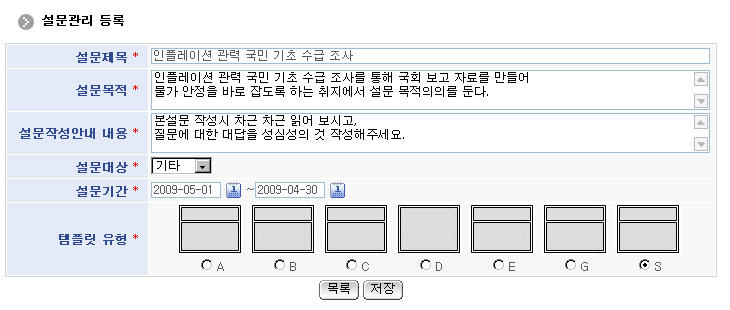 설문관리 등록
설문제목 * 인플레이션 관력 국민 기초 수급 조사
설문목적 * 인플레이션 관력 국민 기초 수급 조사를 통해 국회 보고 자료를 만들어
물가 안정을 바로 잡도록 하는 취지에서 설문 목적의의를 둔다.
설문작성안내 내용 * 본설문 작성시 차근 차근 읽어 보시고,
질문에 대한 대답을 성심성의 것 작성해주세요.
설문대상 * 기타
설문기간 * 2009-05-01 ~ 2009-04-30
템플릿 유형 *
A B C D E G S
목록 저장